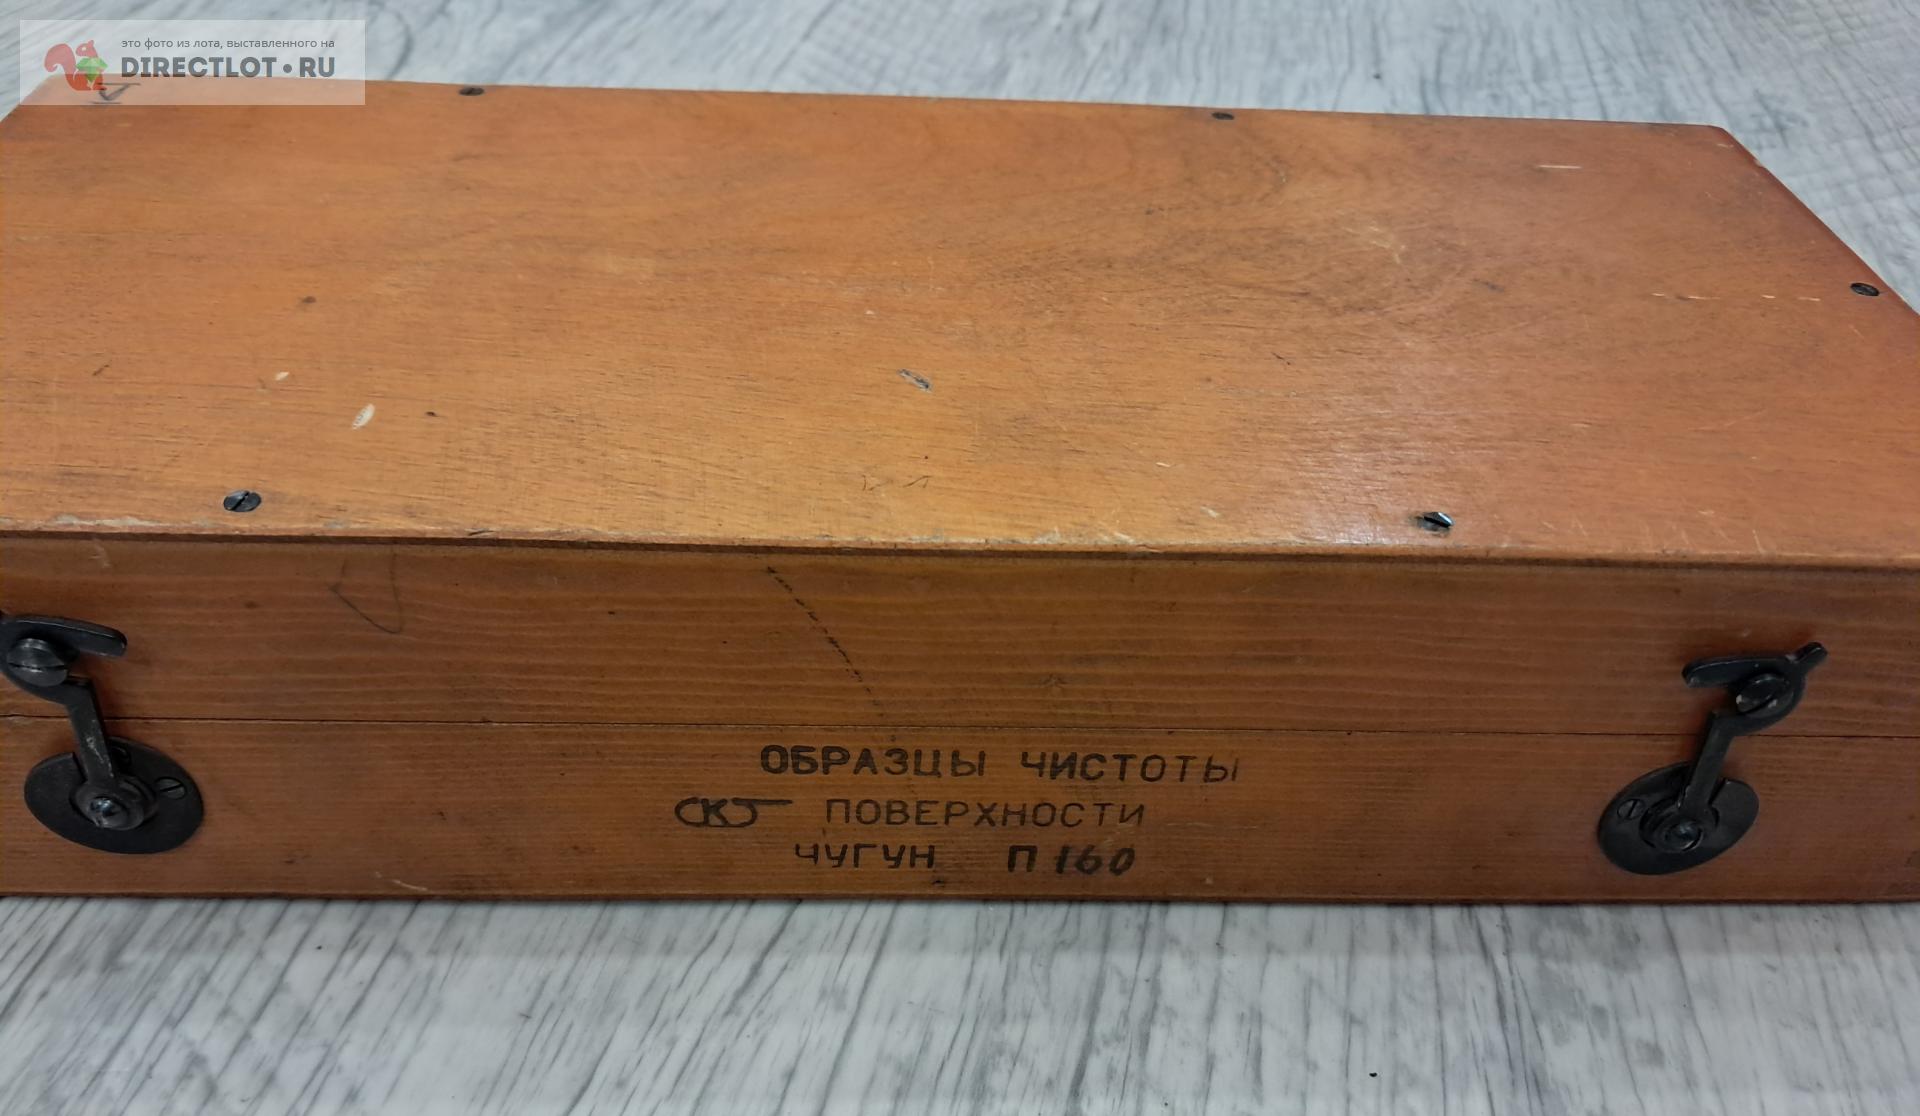 это фото из лота, выставленного на
DIRECTLOT•RU
ОБРАЗЦЫ ЧИСТОТЫ
ПОВЕРХНОСТИ
ЧУГУН П 160